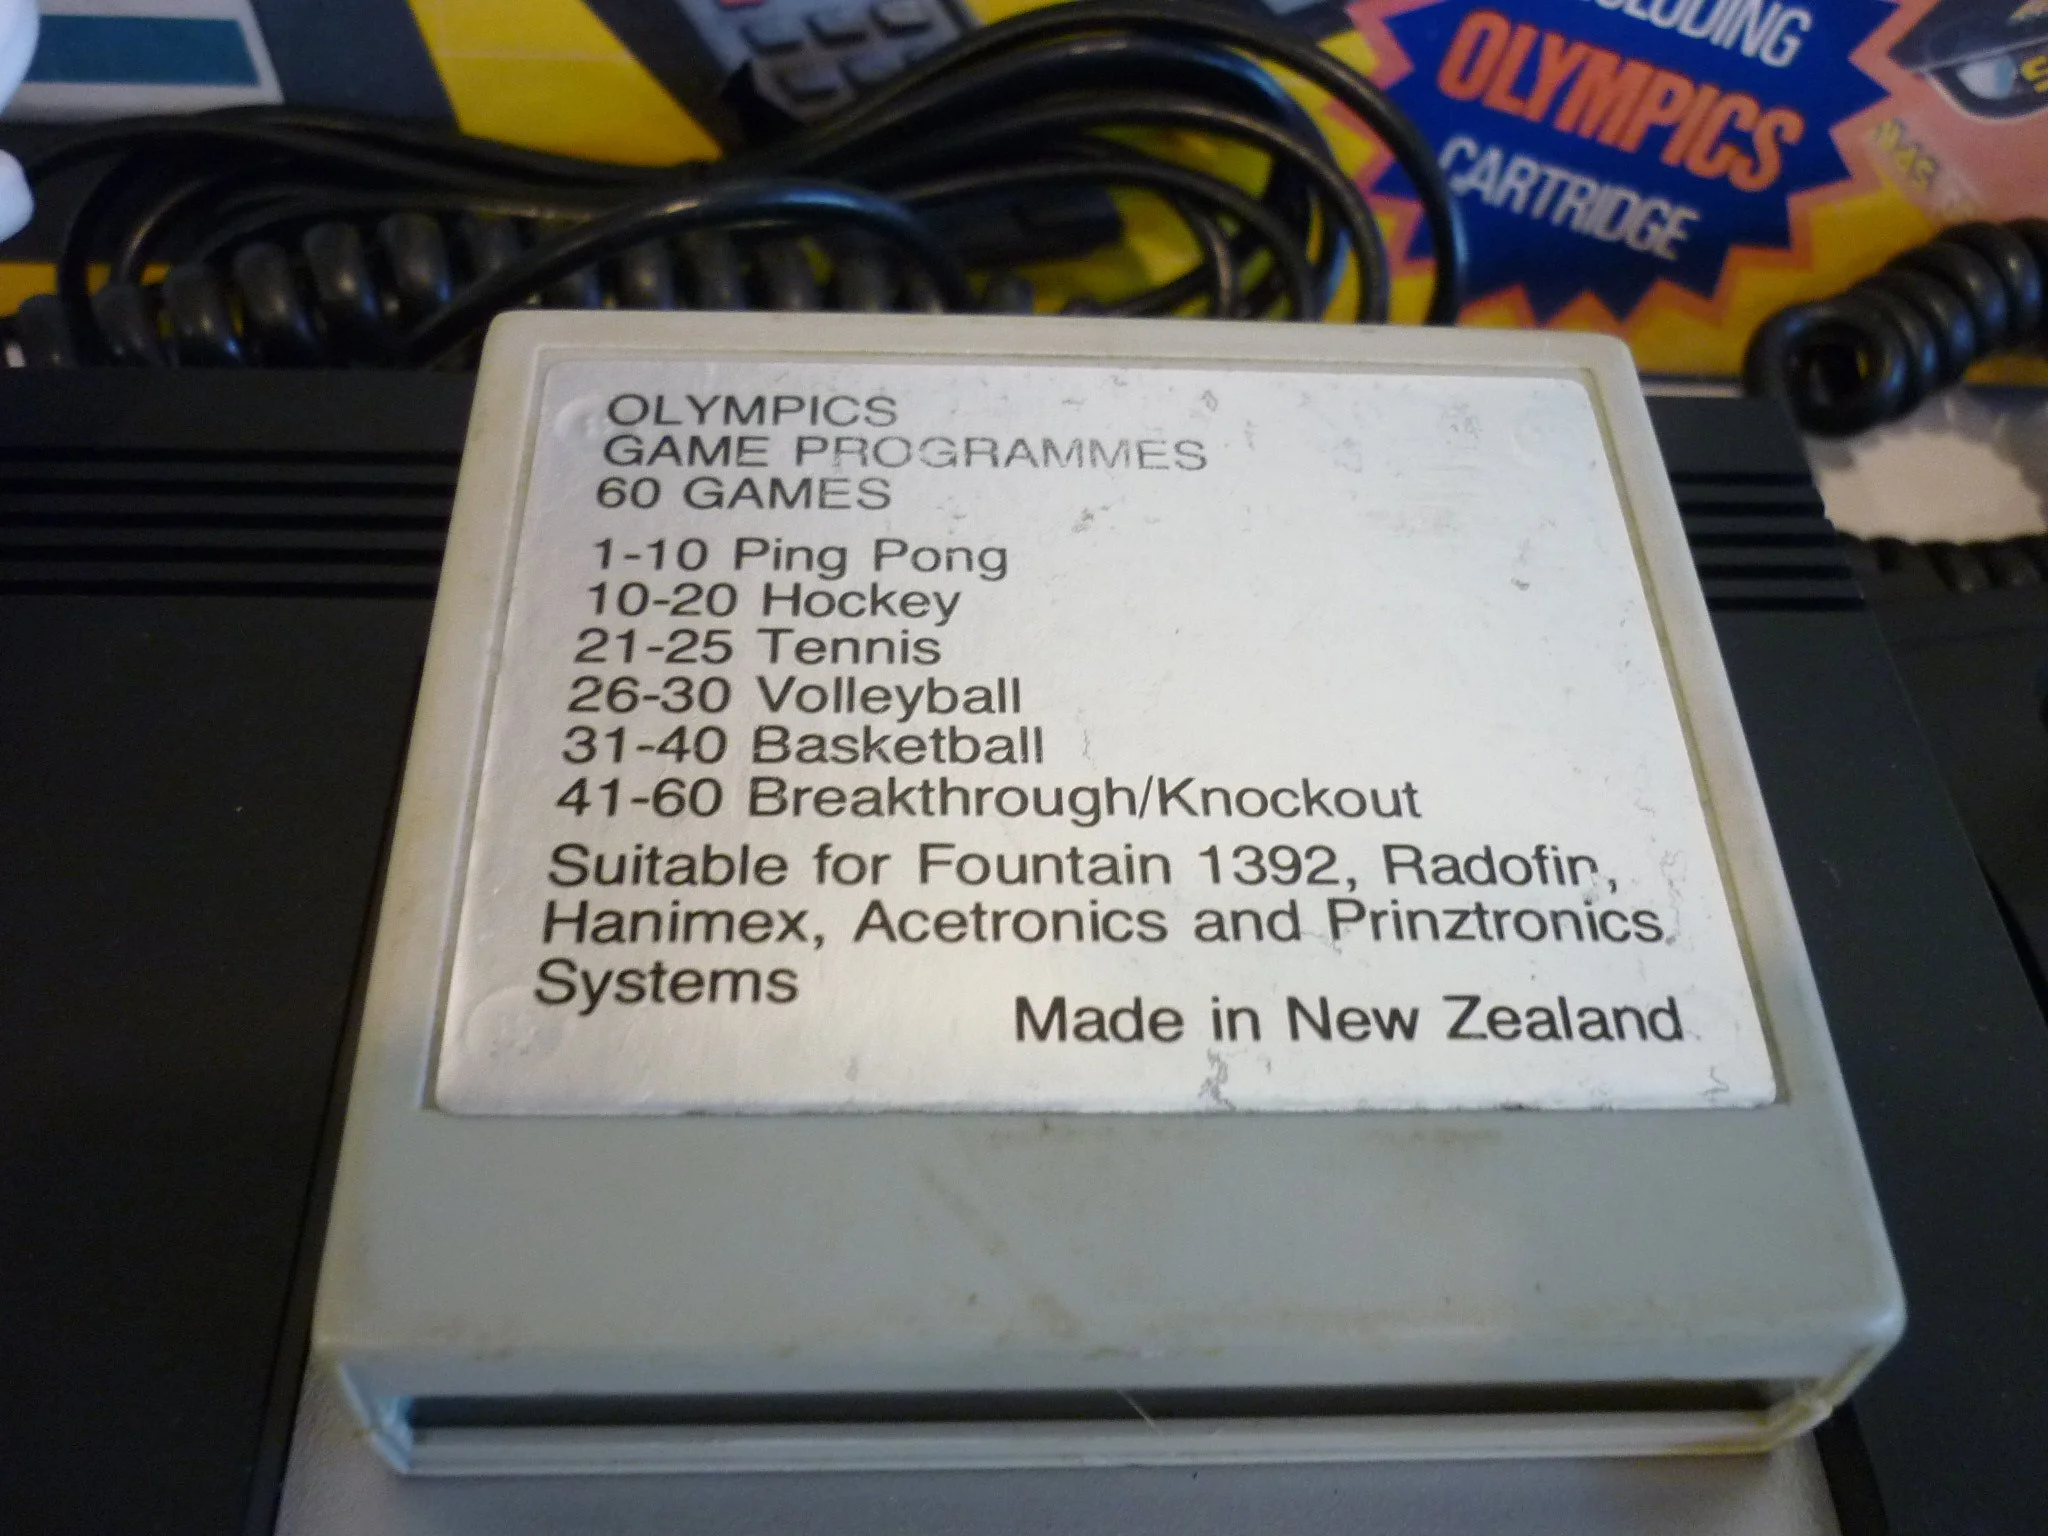 OLYMPICS
CARTRIDGE
OLYMPICS
GAME PROGRAMMES
60 GAMES
1-10 Ping Pong
10-20 Hockey
21-25 Tennis
26-30 Volleyball
31-40 Basketball
41-60 Breakthrough/Knockout
Suitable for Fountain 1392, Radofin,
Hanimex, Acetronics and Prinztronics
Systems
Made in New Zealand